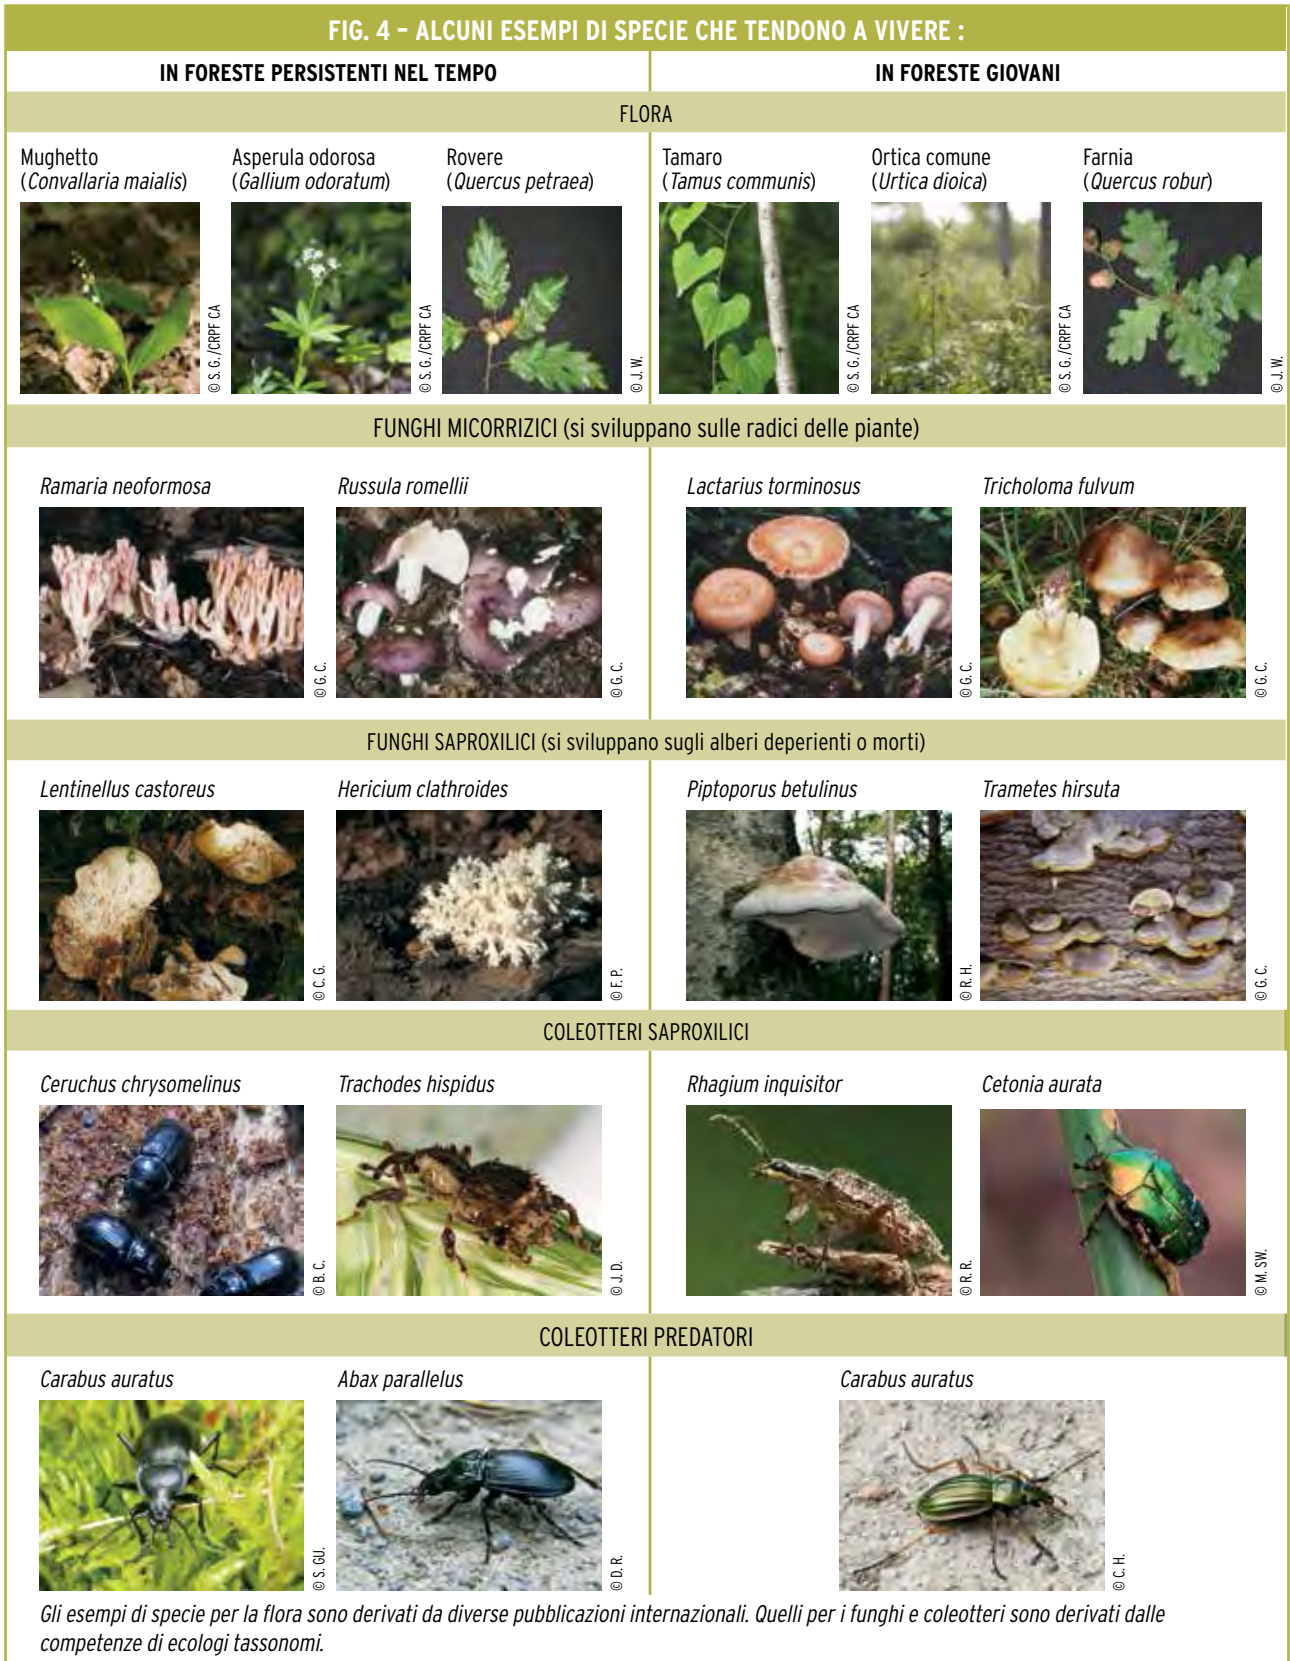 FIG. 4 – ALCUNI ESEMPI DI SPECIE CHE TENDONO A VIVERE :
IN FORESTE PERSISTENTI NEL TEMPO
IN FORESTE GIOVANI
FLORA
Mughetto
(Convallaria maialis)
Asperula odorosa
(Gallium odoratum)
Rovere
(Quercus petraea)
Tamaro
(Tamus communis)
Ortica comune
(Urtica dioica)
Farnia
(Quercus robur)
© S. G./CRPF CA
© S. G./CRPF CA
© J. W.
© S. G./CRPF CA
© S. G./CRPF CA
© J. W.
FUNGHI MICORRIZICI (si sviluppano sulle radici delle piante)
Ramaria neoformosa
Russula romellii
Lactarius torminosus
Tricholoma fulvum
© G. C.
© G. C.
© G. C.
© G. C.
FUNGHI SAPROXILICI (si sviluppano sugli alberi deperienti o morti)
Lentinellus castoreus
Hericium clathroides
Piptoporus betulinus
Trametes hirsuta
© C. G.
© F. P.
© R. H.
© G. C.
COLEOTTERI SAPROXILICI
Ceruchus chrysomelinus
Trachodes hispidus
Rhagium inquisitor
Cetonia aurata
© B. C.
© J. D.
© R. R.
© M. SW.
COLEOTTERI PREDATORI
Carabus auratus
Abax parallelus
Carabus auratus
© S. GU.
© D. R.
© C. H.
Gli esempi di specie per la flora sono derivati da diverse pubblicazioni internazionali. Quelli per i funghi e coleotteri sono derivati dalle
competenze di ecologi tassonomi.